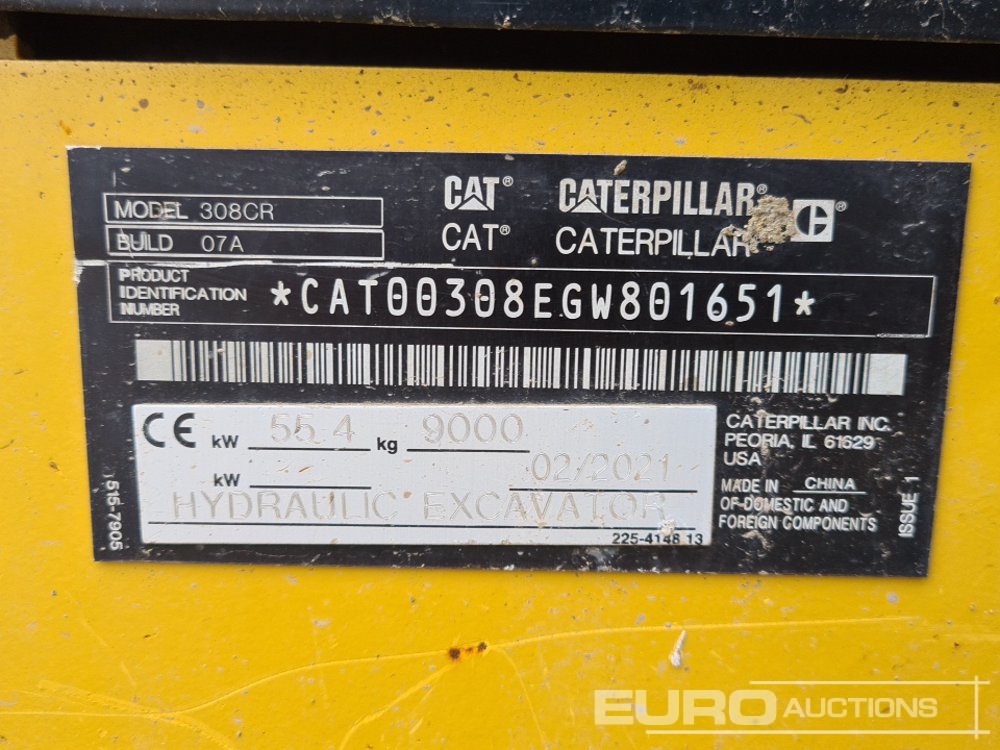 MODEL 308CR
BUILD 07A
CAT® CATERPILLAR®
CAT® CATERPILLAR
PRODUCT
IDENTIFICATION
NUMBER
*CAT00308EGW801651*
CE kW 55.4 kg 9000
kW 02/2021
HYDRAULIC EXCAVATOR
225-4148 13
515-7905
CATERPILLAR INC.
PEORIA, IL 61629
USA
MADE IN CHINA
OF DOMESTIC AND
FOREIGN COMPONENTS
ISSUE 1
EURO AUCTIONS